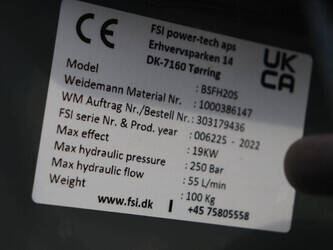 CE
FSI power-tech aps
Erhvervsparken 14
DK-7160 Tørring
UK
CA
Model : BSFH20S
Weidemann Material Nr. : 1000386147
WM Auftrag Nr./Bestell Nr. : 303179436
FSI serie Nr. & Prod. year : 006225 - 2022
Max effect : 19KW
Max hydraulic pressure : 250 Bar
Max hydraulic flow : 55 L/min
Weight : 100 Kg
www.fsi.dk | +45 75805558